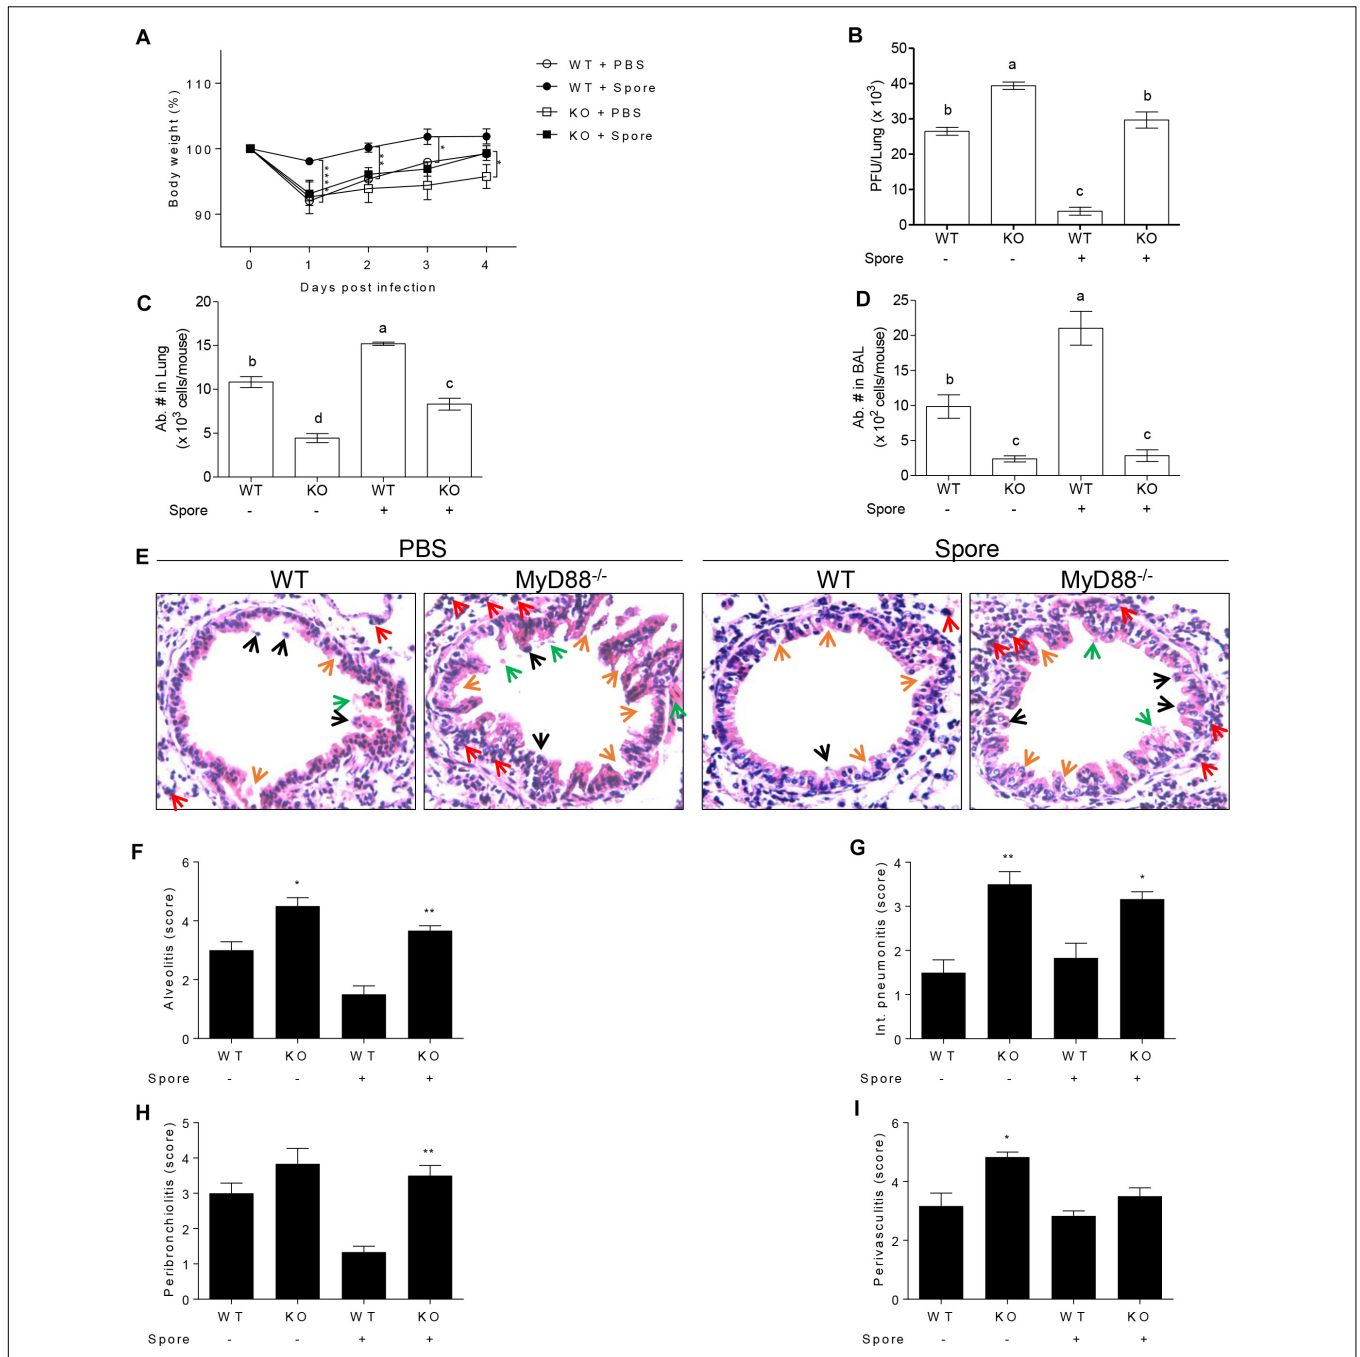 A
110
100
90
Body weight (%)
0 1 2 3 4
Days post infection
WT + PBS
WT + Spore
KO + PBS
KO + Spore
****
**
*
*
B
50
40
30
20
10
0
PFU/Lung (x 10³)
b a c b
WT KO WT KO
Spore - - + +
C
20
15
10
5
0
Ab. # in Lung
(x 10³ cells/mouse)
b d a c
WT KO WT KO
Spore - - + +
D
25
20
15
10
5
0
Ab. # in BAL
(x 10² cells/mouse)
b c a c
WT KO WT KO
Spore - - + +
E
PBS Spore
WT MyD88-/- WT MyD88-/-
F
6
4
2
0
Alveolitis (score)
* **
WT KO WT KO
Spore - - + +
G
4
3
2
1
0
Int. pneumonitis (score)
** *
WT KO WT KO
Spore - - + +
H
5
4
3
2
1
0
Peribronchiolitis (score)
**
WT KO WT KO
Spore - - + +
I
6
4
2
0
Perivasculitis (score)
*
WT KO WT KO
Spore - - + +